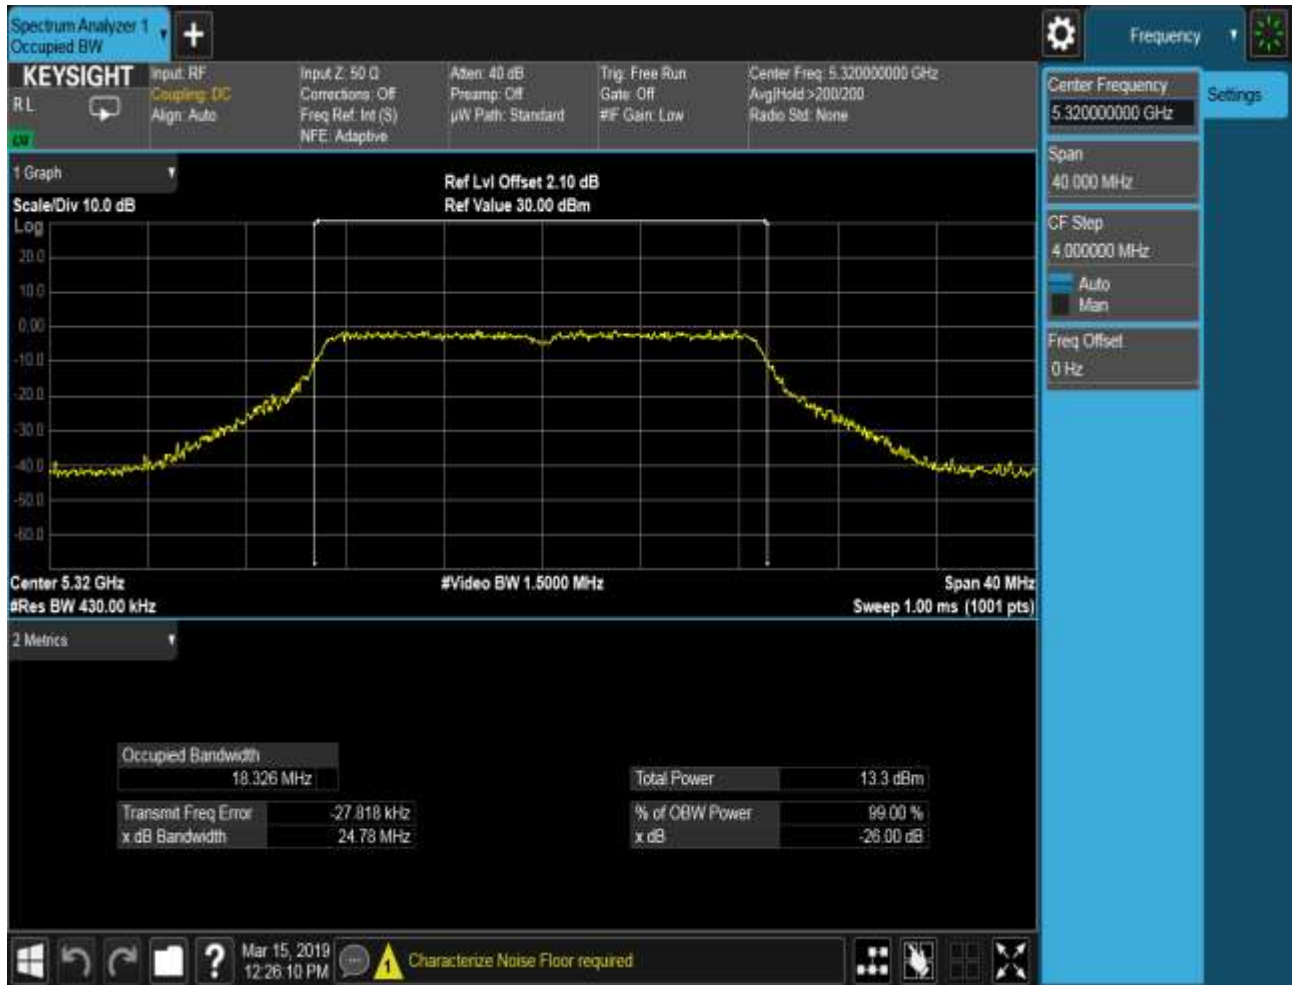 Spectrum Analyzer 1
Occupied BW
Frequency
KEYSIGHT
R L
Input: RF
Coupling: DC
Align: Auto
Input Z: 50 Ω
Corrections: Off
Freq Ref: Int (S)
NFE: Adaptive
Atten: 40 dB
Preamp: Off
µW Path: Standard
Trig: Free Run
Gate: Off
#IF Gain: Low
Center Freq: 5.320000000 GHz
Avg|Hold:>200/200
Radio Std: None
Center Frequency
5.320000000 GHz
Settings
Span
40.000 MHz
CF Step
4.000000 MHz
Auto
Man
Freq Offset
0 Hz
1 Graph
Scale/Div 10.0 dB
Ref Lvl Offset 2.10 dB
Ref Value 30.00 dBm
Log
20.0
10.0
0.00
-10.0
-20.0
-30.0
-40.0
-50.0
-60.0
Center 5.32 GHz
#Video BW 1.5000 MHz
Span 40 MHz
#Res BW 430.00 kHz
Sweep 1.00 ms (1001 pts)
2 Metrics
Occupied Bandwidth
18.326 MHz
Total Power 13.3 dBm
Transmit Freq Error -27.818 kHz
% of OBW Power 99.00 %
x dB Bandwidth 24.78 MHz
x dB -26.00 dB
?
Mar 15, 2019
12:26:10 PM
1
Characterize Noise Floor required